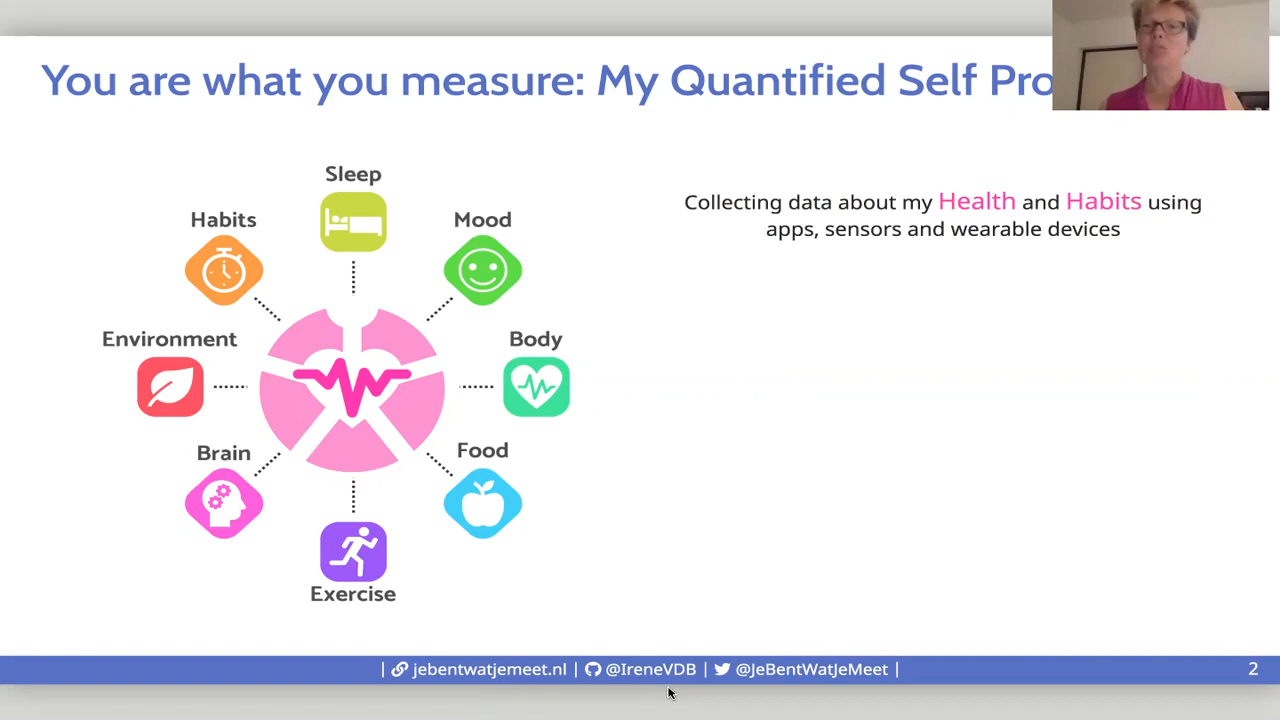 You are what you measure: My Quantified Self Pro
Sleep
Habits
Mood
Collecting data about my Health and Habits using
apps, sensors and wearable devices
Environment
Body
Brain
Food
Exercise
| jebentwatjemeet.nl | @IreneVDB | @JeBentWatJeMeet |
2